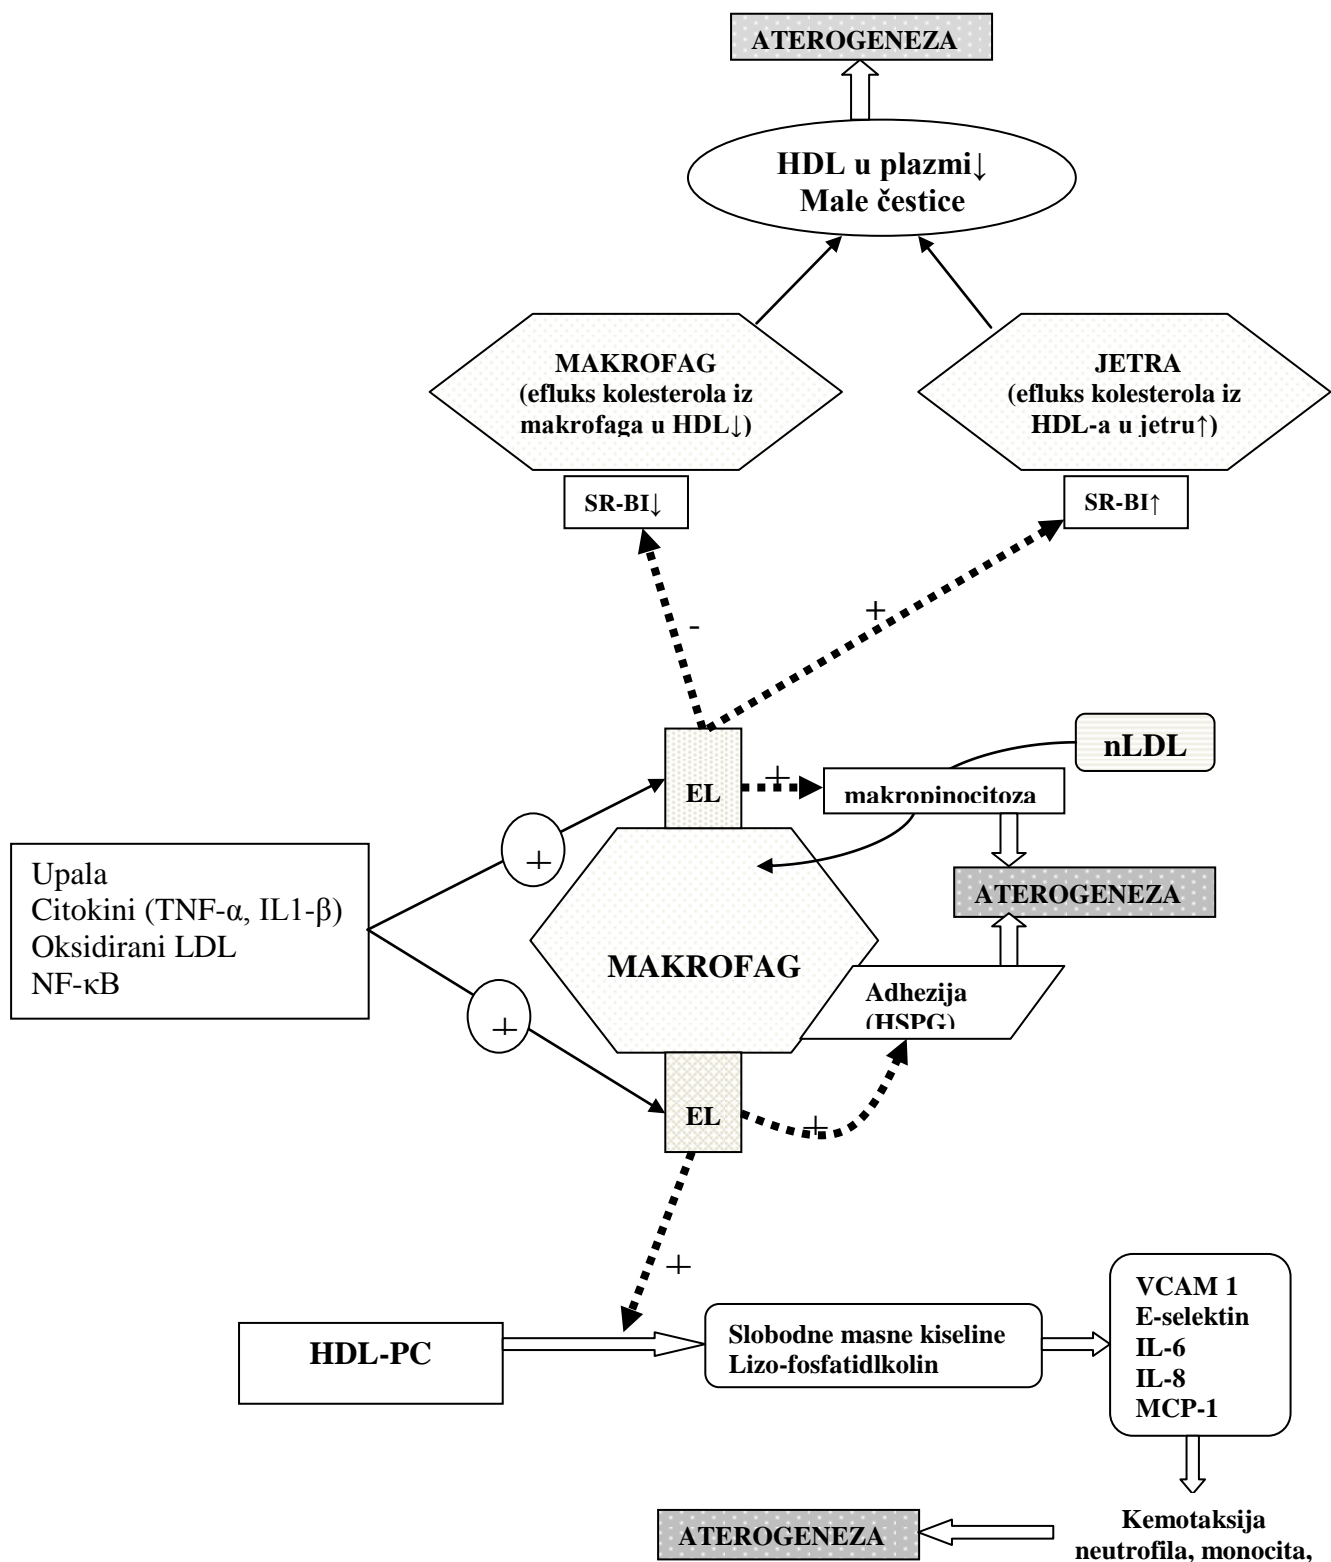 ATEROGENEZA
HDL u plazmi↓
Male čestice
MAKROFAG
(efluks kolesterola iz
makrofaga u HDL↓)
JETRA
(efluks kolesterola iz
HDL-a u jetru↑)
SR-BI↓
SR-BI↑
-
+
nLDL
EL
+
makropinocitoza
+
Upala
Citokini (TNF-α, IL1-β)
Oksidirani LDL
NF-κB
ATEROGENEZA
MAKROFAG
Adhezija
(HSPG)
+
EL
+
+
HDL-PC
Slobodne masne kiseline
Lizo-fosfatidlkolin
VCAM 1
E-selektin
IL-6
IL-8
MCP-1
ATEROGENEZA
Kemotaksija
neutrofila, monocita,